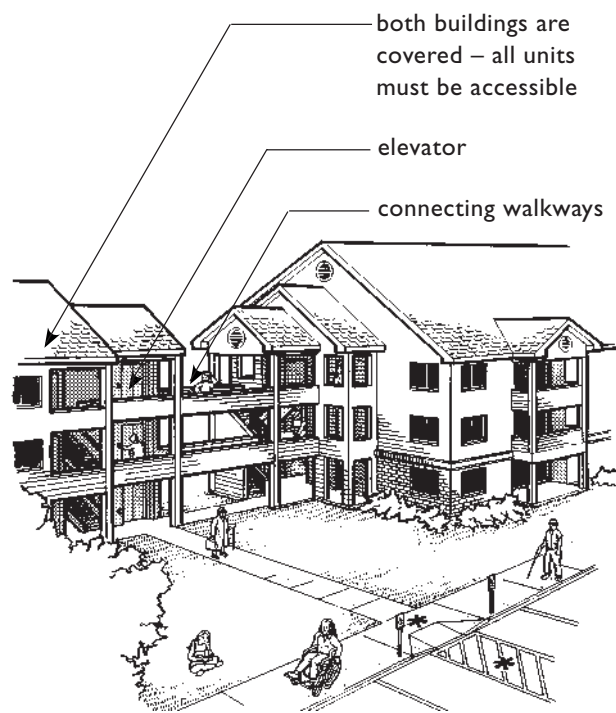 both buildings are
covered – all units
must be accessible
elevator
connecting walkways